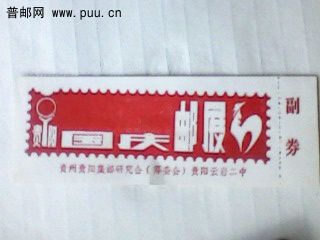 普邮网 www.puu.cn
贵阳 国庆邮展
贵州贵阳集邮研究会(筹委会)贵阳云岩二中
副券